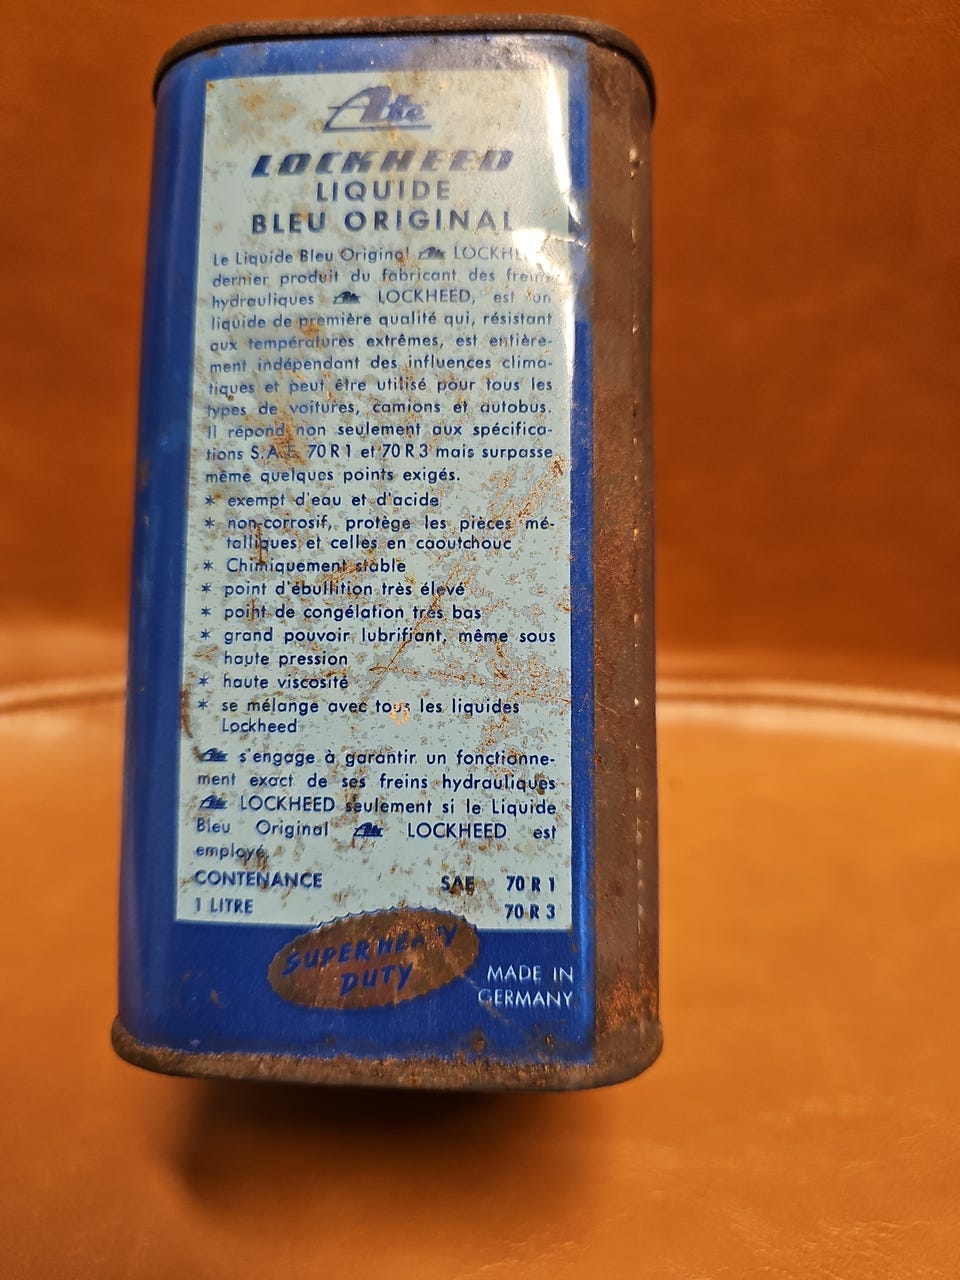 Ate
LOCKHEED
LIQUIDE
BLEU ORIGINAL
Le Liquide Bleu Original Ate LOCKHEED
dernier produit du fabricant des freins
hydrauliques Ate LOCKHEED, est un
liquide de première qualité qui, résistant
aux températures extrêmes, est entière-
ment indépendant des influences clima-
tiques et peut être utilisé pour tous les
types de voitures, camions et autobus.
Il répond non seulement aux spécifica-
tions S.A.E. 70 R 1 et 70 R 3 mais surpasse
même quelques points exigés.
* exempt d'eau et d'acide
* non-corrosif, protège les pièces mé-
talliques et celles en caoutchouc
* Chimiquement stable
* point d'ébullition très élevé
* point de congélation très bas
* grand pouvoir lubrifiant, même sous
haute pression
* haute viscosité
* se mélange avec tous les liquides
Lockheed
Ate s'engage à garantir un fonctionne-
ment exact de ses freins hydrauliques
Ate LOCKHEED seulement si le Liquide
Bleu Original Ate LOCKHEED est
employé.
CONTENANCE SAE 70 R 1
1 LITRE 70 R 3
SUPER HEAVY
DUTY
MADE IN
GERMANY